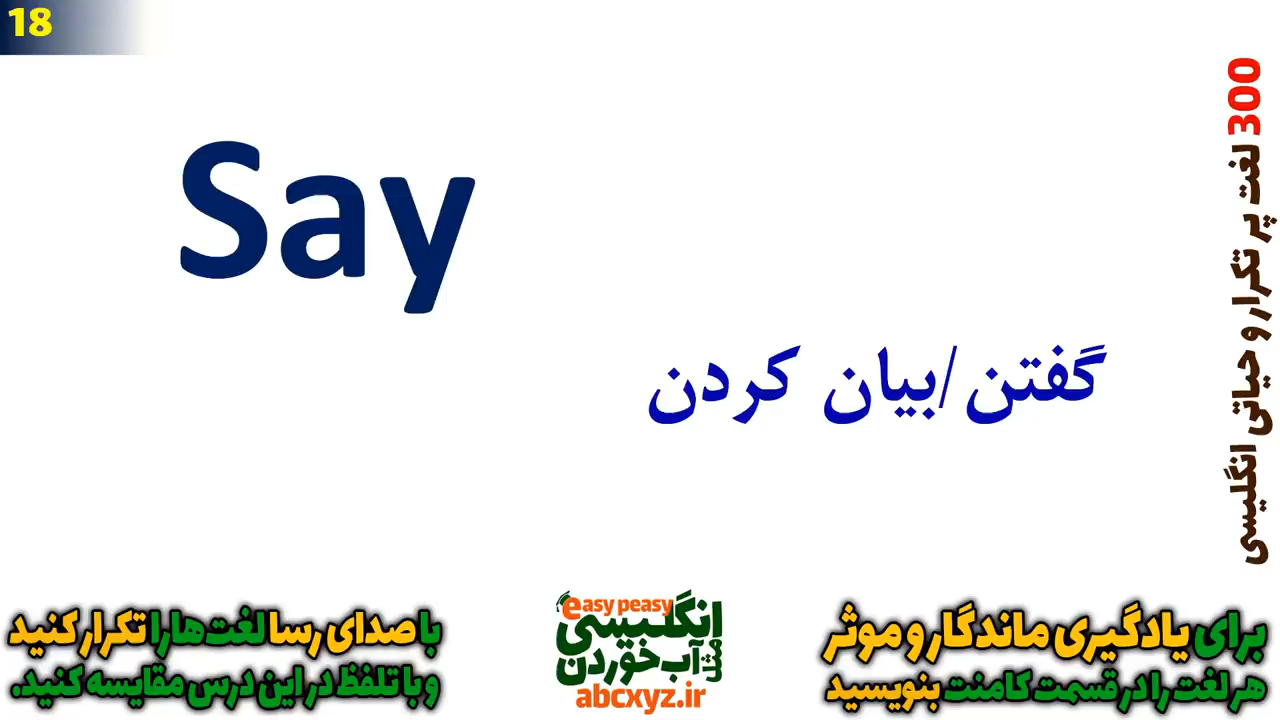 18
Say
گفتن/بیان کردن
300 لغت پر تکرار و حیاتی انگلیسی
با صدای رسا لغت‌ها را تکرار کنید
و با تلفظ در این درس مقایسه کنید.
easy peasy
انگلیسی
مثل آب خوردن
abcxyz.ir
برای یادگیری ماندگار و موثر
هر لغت را در قسمت کامنت بنویسید